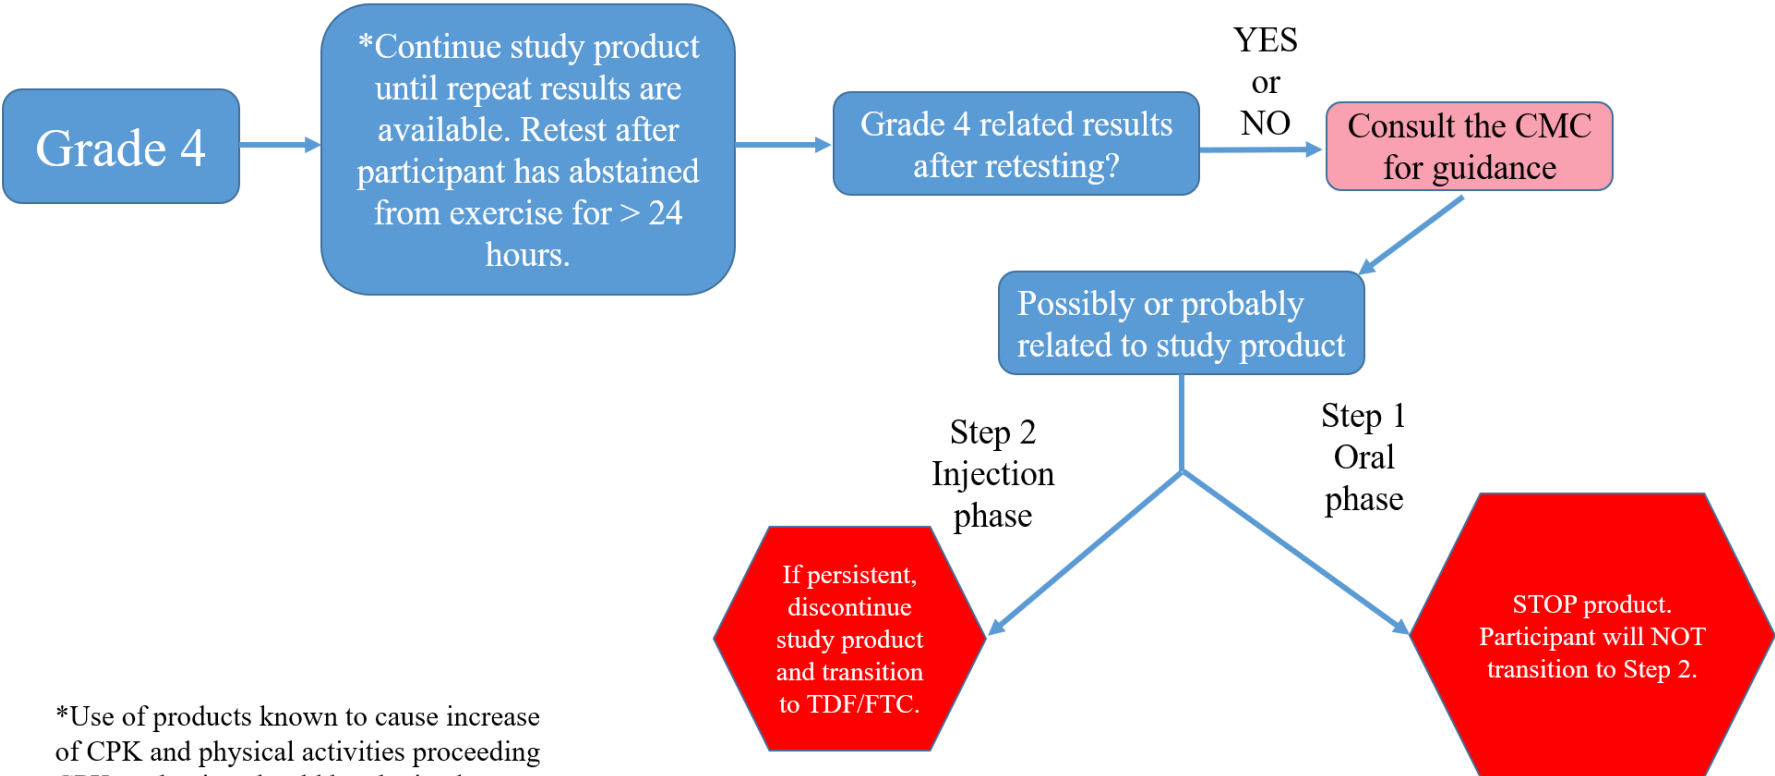 Grade 4
*Continue study product
until repeat results are
available. Retest after
participant has abstained
from exercise for > 24
hours.
Grade 4 related results
after retesting?
YES
or
NO
Consult the CMC
for guidance
Possibly or probably
related to study product
Step 2
Injection
phase
Step 1
Oral
phase
If persistent,
discontinue
study product
and transition
to TDF/FTC.
STOP product.
Participant will NOT
transition to Step 2.
*Use of products known to cause increase
of CPK and physical activities proceeding